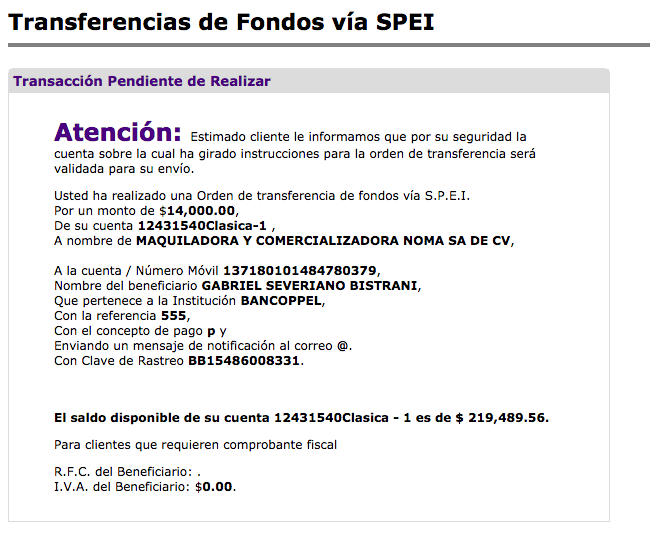 Transferencias de Fondos vía SPEI
Transacción Pendiente de Realizar
Atención: Estimado cliente le informamos que por su seguridad la
cuenta sobre la cual ha girado instrucciones para la orden de transferencia será
validada para su envío.
Usted ha realizado una Orden de transferencia de fondos vía S.P.E.I.
Por un monto de $14,000.00,
De su cuenta 12431540Clasica-1 ,
A nombre de MAQUILADORA Y COMERCIALIZADORA NOMA SA DE CV,
A la cuenta / Número Móvil 137180101484780379,
Nombre del beneficiario GABRIEL SEVERIANO BISTRANI,
Que pertenece a la Institución BANCOPPEL,
Con la referencia 555,
Con el concepto de pago p y
Enviando un mensaje de notificación al correo @.
Con Clave de Rastreo BB15486008331.
El saldo disponible de su cuenta 12431540Clasica - 1 es de $ 219,489.56.
Para clientes que requieren comprobante fiscal
R.F.C. del Beneficiario: .
I.V.A. del Beneficiario: $0.00.